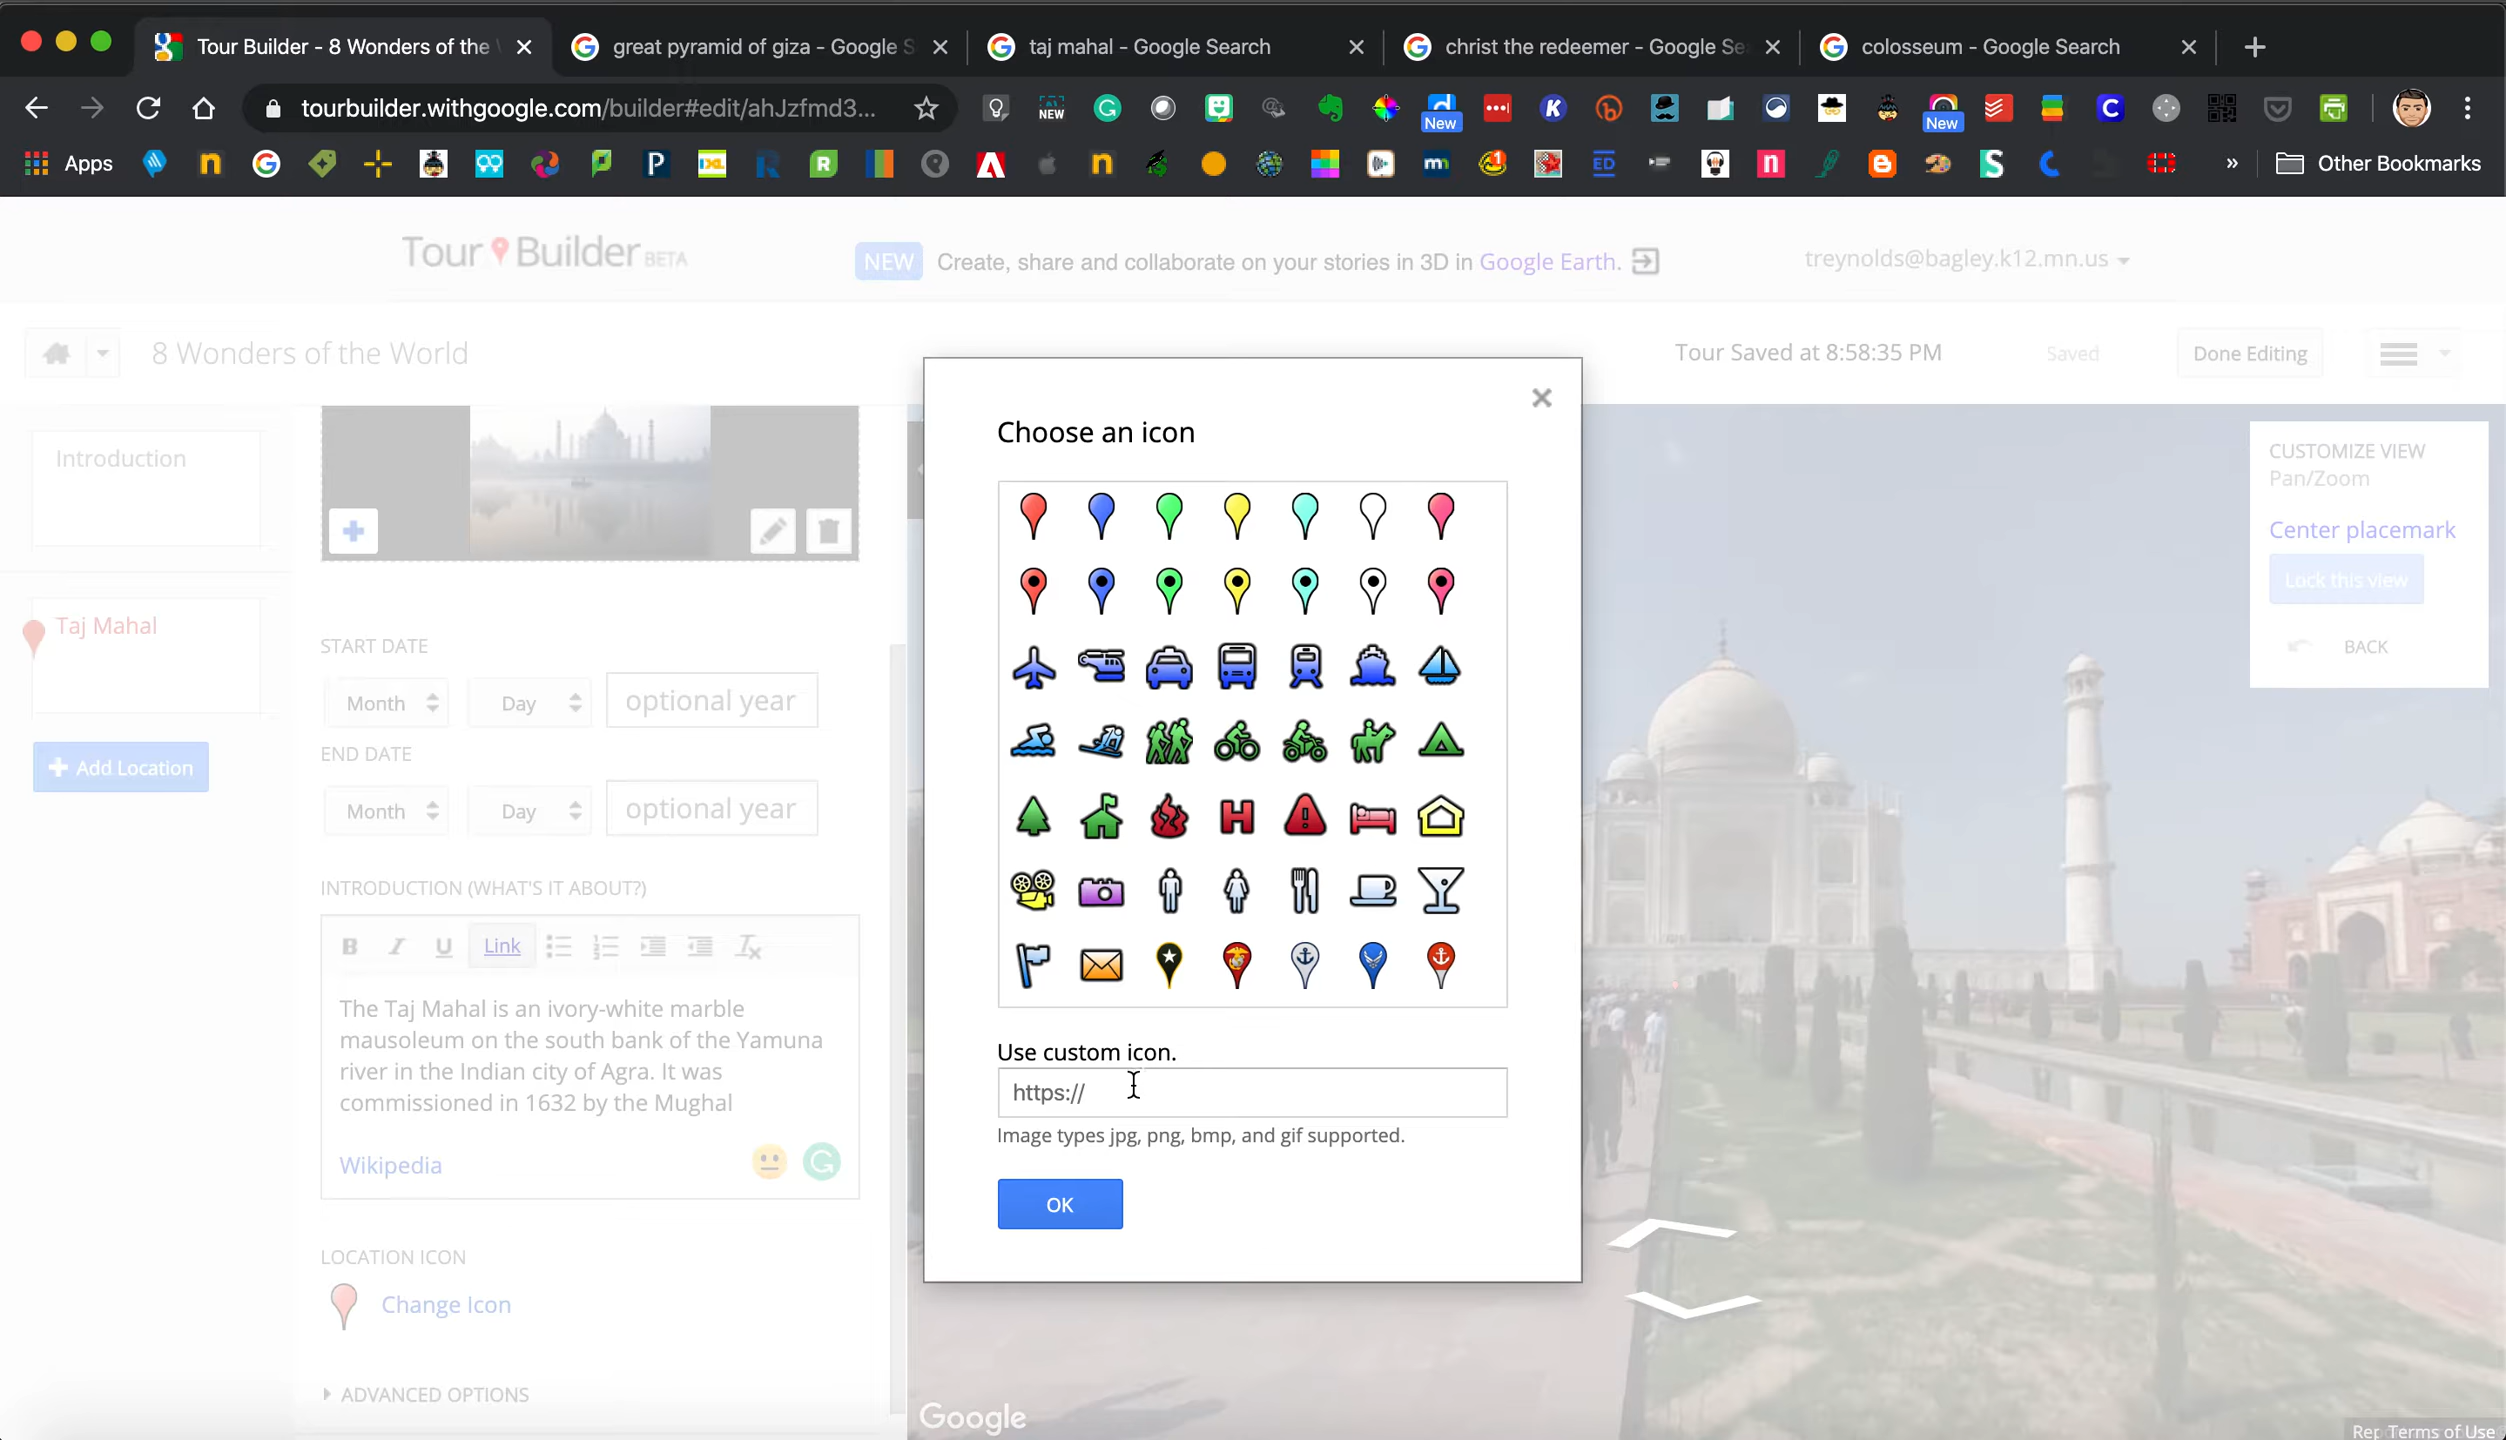 Tour Builder - 8 Wonders of the
great pyramid of giza - Google S
taj mahal - Google Search
christ the redeemer - Google Se
colosseum - Google Search
tourbuilder.withgoogle.com/builder#edit/ahJzfmd3...
NEW
New
New
Apps
Other Bookmarks
Tour Builder BETA
NEW Create, share and collaborate on your stories in 3D in Google Earth.
treynolds@bagley.k12.mn.us
8 Wonders of the World
Tour Saved at 8:58:35 PM
Saved
Done Editing
Introduction
Taj Mahal
Add Location
START DATE
Month
Day
optional year
END DATE
Month
Day
optional year
INTRODUCTION (WHAT'S IT ABOUT?)
B I U Link
The Taj Mahal is an ivory-white marble
mausoleum on the south bank of the Yamuna
river in the Indian city of Agra. It was
commissioned in 1632 by the Mughal
Wikipedia
LOCATION ICON
Change Icon
ADVANCED OPTIONS
Choose an icon
H
Use custom icon.
https://
Image types jpg, png, bmp, and gif supported.
OK
CUSTOMIZE VIEW
Pan/Zoom
Center placemark
Lock this view
BACK
Google
Terms of Use